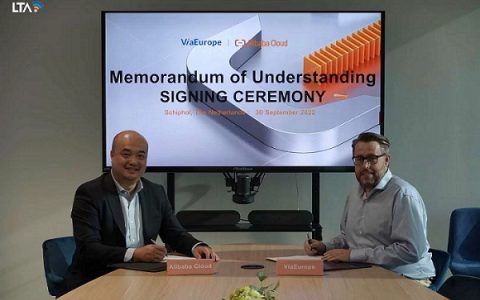 LTA
ViaEurope | Alibaba Cloud
Memorandum of Understanding
SIGNING CEREMONY
Schiphol, the Netherlands - 30 September 2022
Alibaba Cloud
ViaEurope